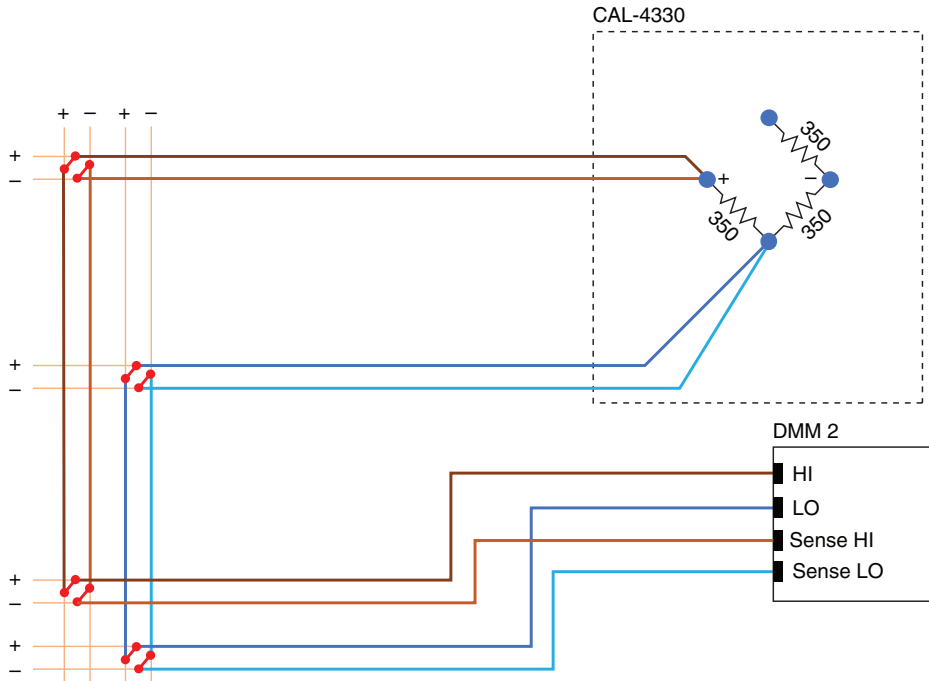 CAL-4330
+ − + −
350
+
−
+ −
350 350
+
−
DMM 2
HI
LO
Sense HI
+
Sense LO
−
+
−